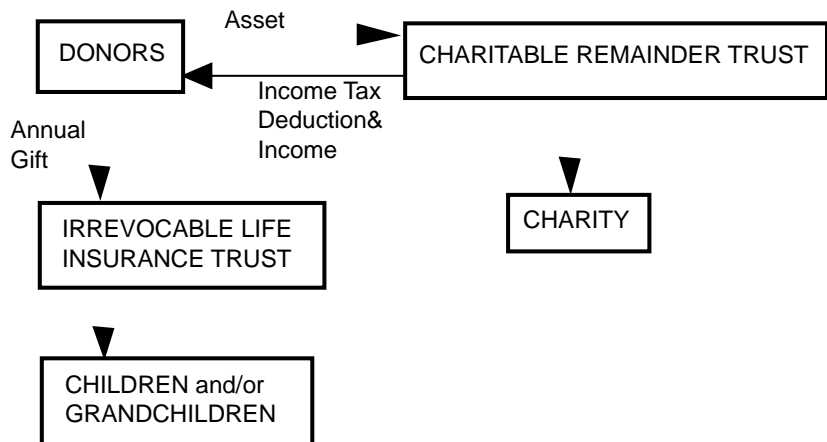 Asset
DONORS
CHARITABLE REMAINDER TRUST
Income Tax
Deduction&
Income
Annual
Gift
IRREVOCABLE LIFE
INSURANCE TRUST
CHARITY
CHILDREN and/or
GRANDCHILDREN